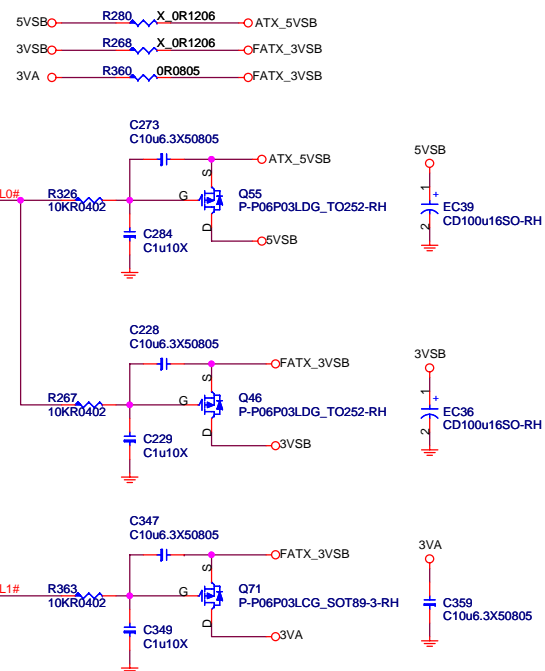 5VSB R280 X_0R1206 ATX_5VSB
3VSB R268 X_0R1206 FATX_3VSB
3VA R360 0R0805 FATX_3VSB
C273
C10u6.3X50805
ATX_5VSB
5VSB
L0#
R326
10KR0402
G
S
D
Q55
P-P06P03LDG_TO252-RH
1
+
2
EC39
CD100u16SO-RH
C284
C1u10X
5VSB
C228
C10u6.3X50805
FATX_3VSB
3VSB
R267
10KR0402
G
S
D
Q46
P-P06P03LDG_TO252-RH
1
+
2
EC36
CD100u16SO-RH
C229
C1u10X
3VSB
C347
C10u6.3X50805
FATX_3VSB
3VA
L1#
R363
10KR0402
G
S
D
Q71
P-P06P03LCG_SOT89-3-RH
C359
C10u6.3X50805
C349
C1u10X
3VA